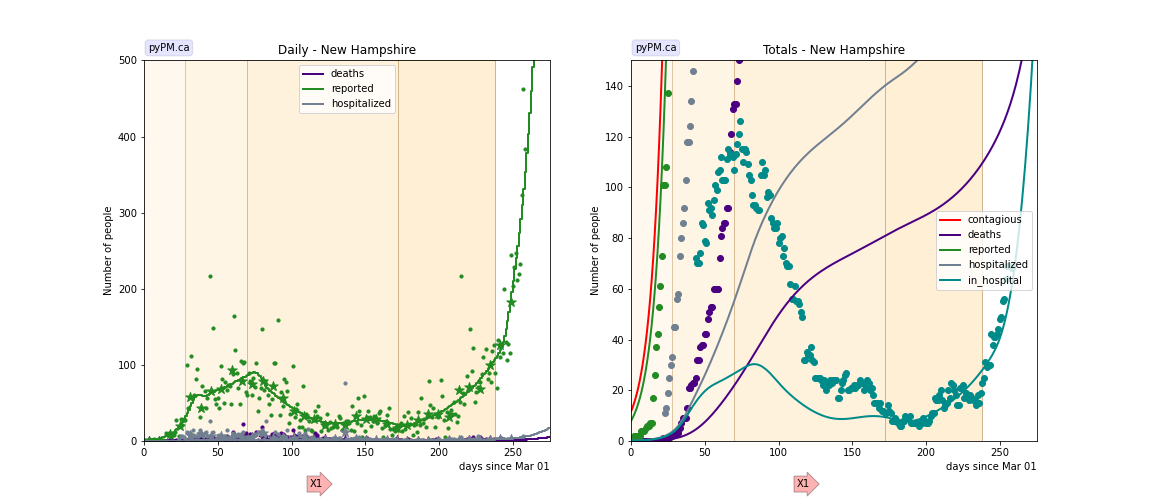 pyPM.ca
Daily - New Hampshire
Number of people
500
400
300
200
100
0
deaths
reported
hospitalized
0
50
100
150
200
250
days since Mar 01
X1
pyPM.ca
Totals - New Hampshire
Number of people
140
120
100
80
60
40
20
0
contagious
deaths
reported
hospitalized
in_hospital
0
50
100
150
200
250
days since Mar 01
X1